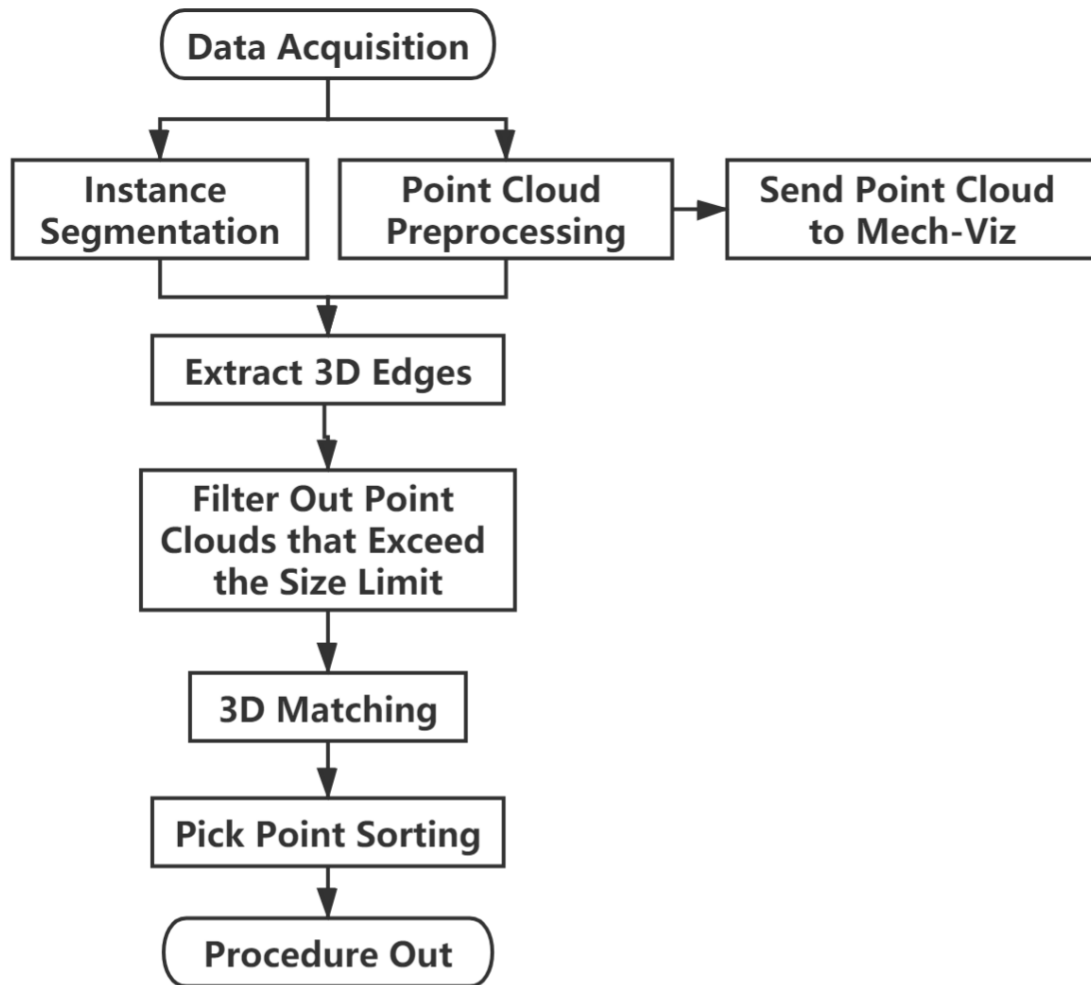 Data Acquisition
Instance
Segmentation
Point Cloud
Preprocessing
Send Point Cloud
to Mech-Viz
Extract 3D Edges
Filter Out Point
Clouds that Exceed
the Size Limit
3D Matching
Pick Point Sorting
Procedure Out